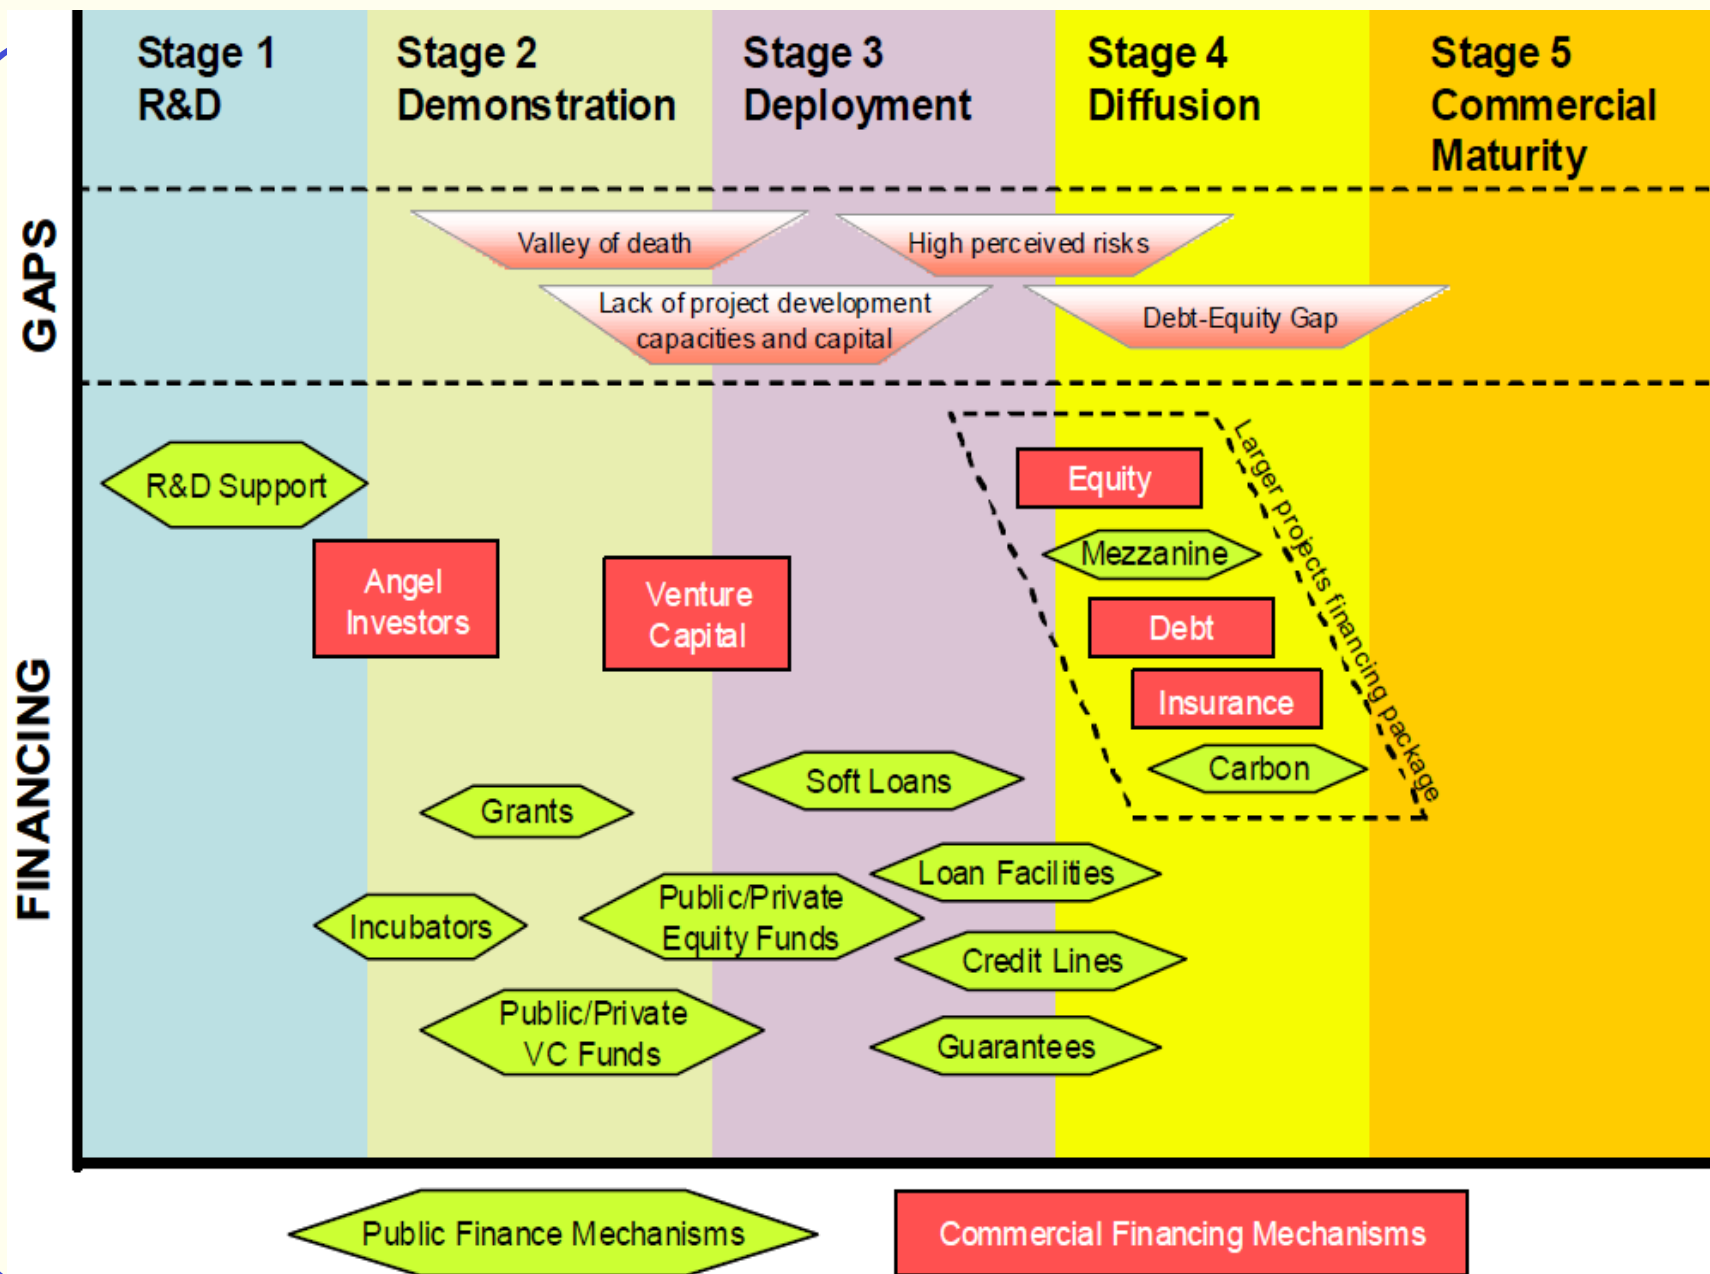 Stage 1
R&D
Stage 2
Demonstration
Stage 3
Deployment
Stage 4
Diffusion
Stage 5
Commercial
Maturity
GAPS
Valley of death
High perceived risks
Lack of project development
capacities and capital
Debt-Equity Gap
FINANCING
R&D Support
Angel
Investors
Venture
Capital
Equity
Mezzanine
Debt
Insurance
Carbon
Larger projects financing package
Soft Loans
Grants
Loan Facilities
Public/Private
Equity Funds
Incubators
Credit Lines
Public/Private
VC Funds
Guarantees
Public Finance Mechanisms
Commercial Financing Mechanisms